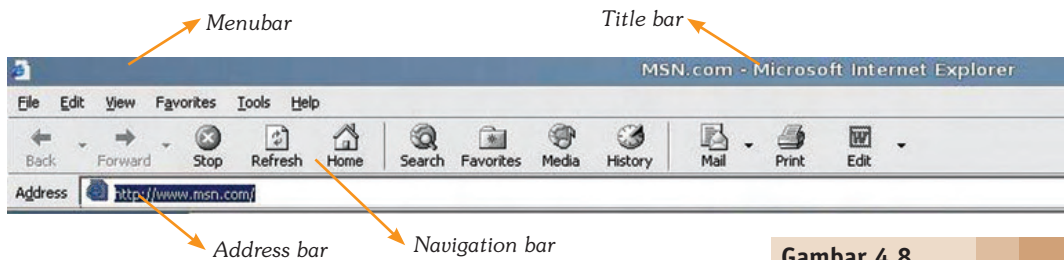 Menubar Title bar
MSN.com - Microsoft Internet Explorer
File Edit View Favorites Tools Help
Back Forward Stop Refresh Home Search Favorites Media History Mail Print Edit
Address http://www.msn.com/
Address bar Navigation bar
Gambar 4.8